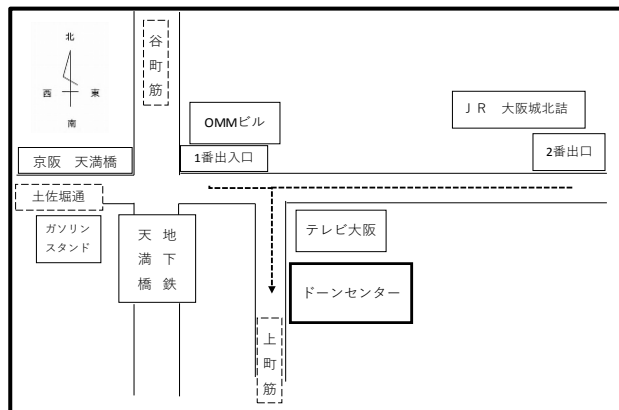 北
西 東
南
谷町筋
OMMビル
ＪＲ 大阪城北詰
京阪 天満橋
1番出入口
2番出口
土佐堀通
ガソリン
スタンド
地下鉄
天満橋
テレビ大阪
ドーンセンター
上町筋